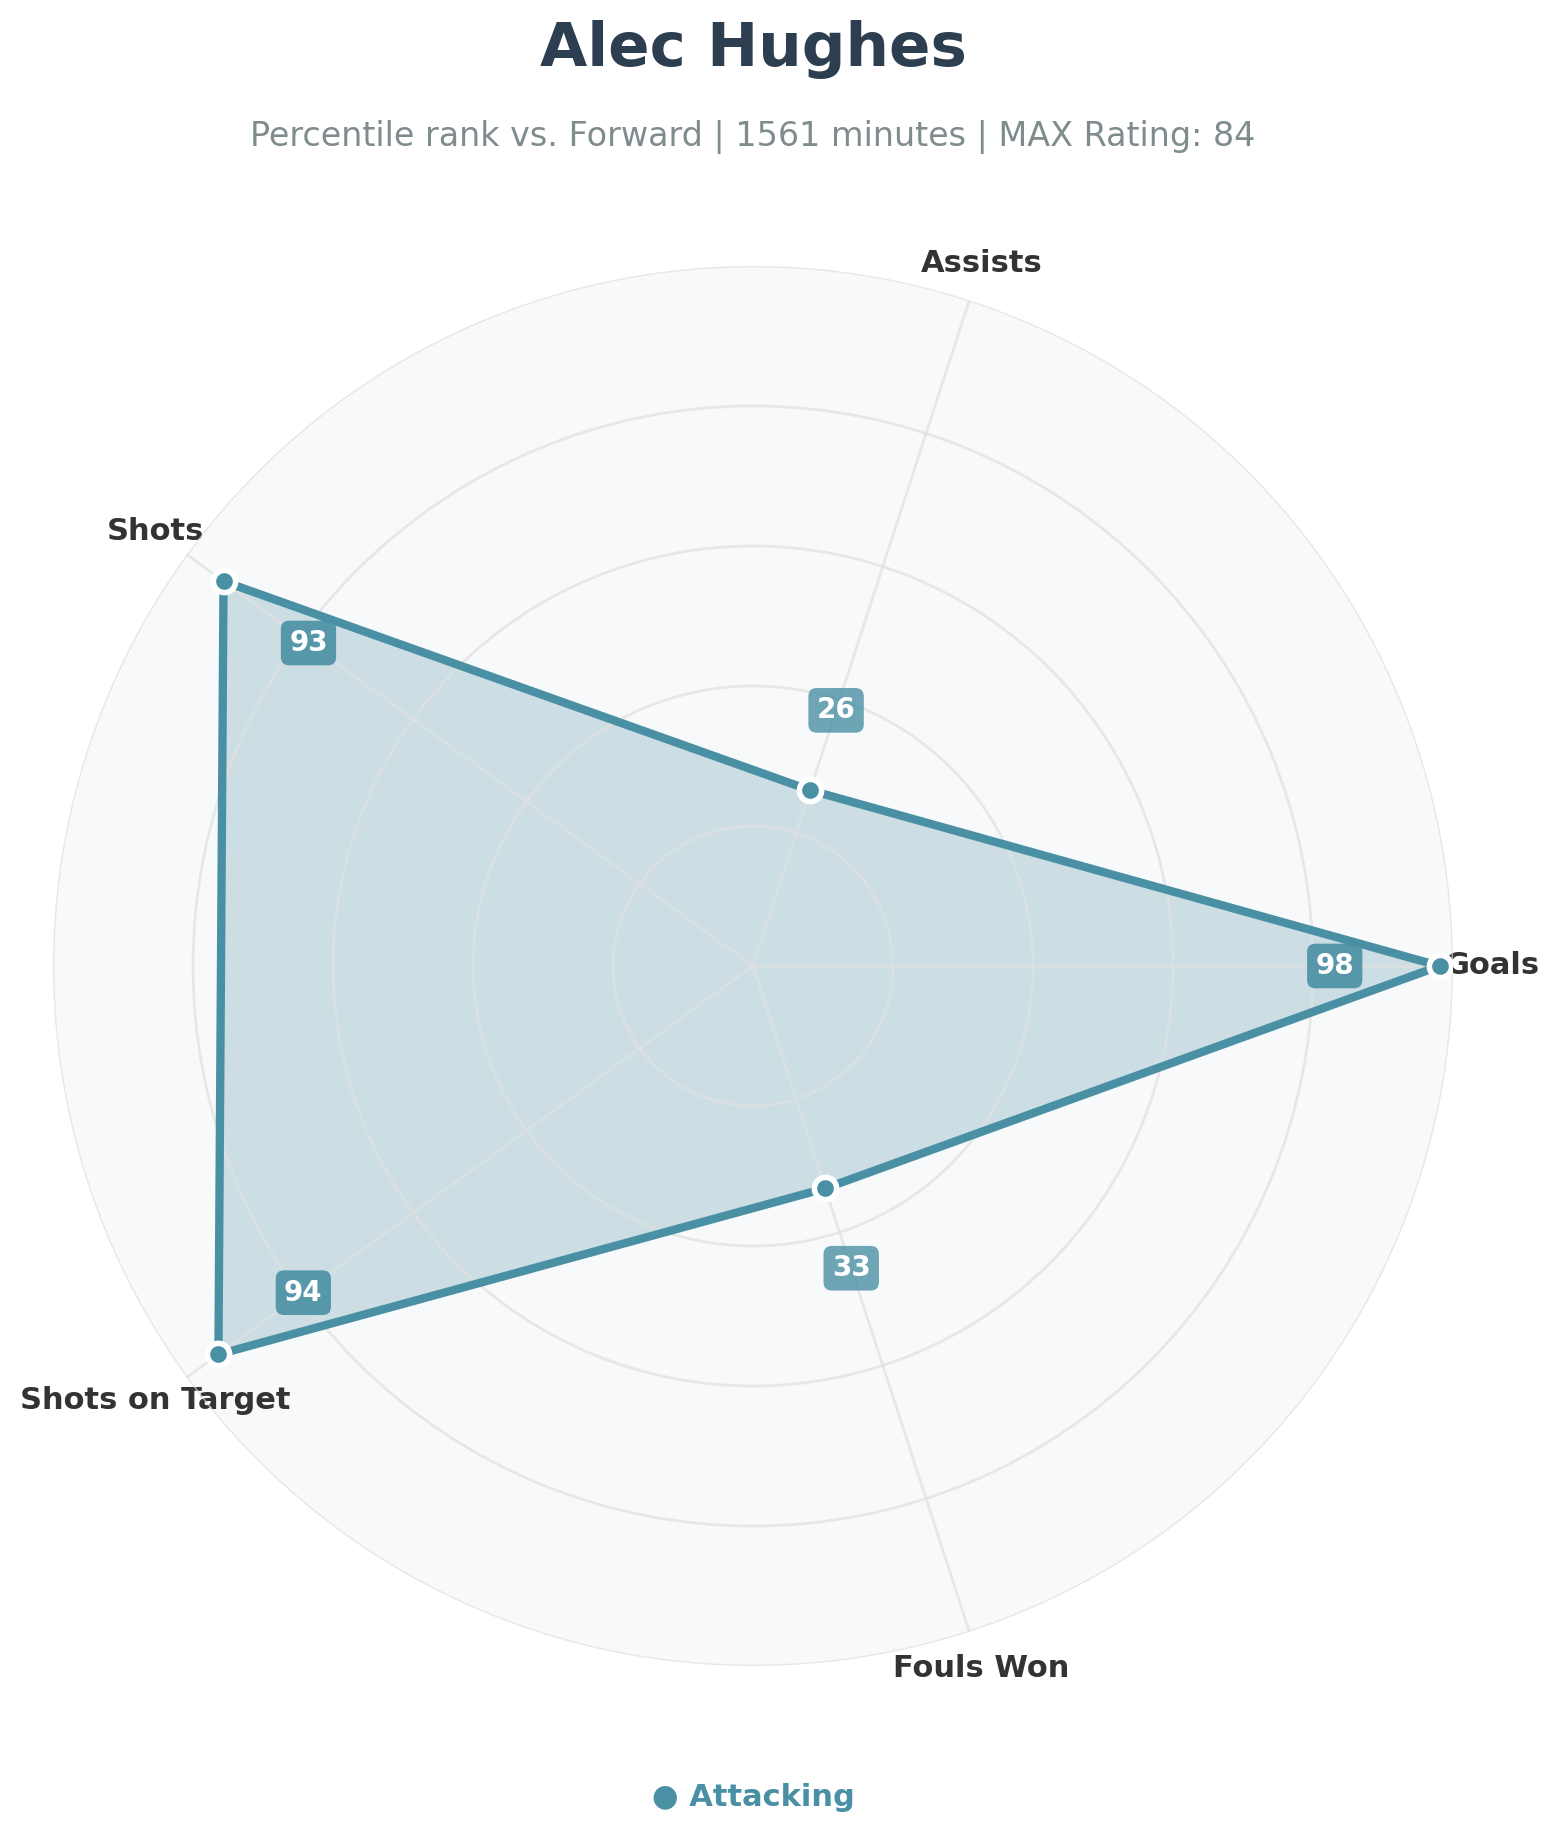 Alec Hughes
Percentile rank vs. Forward | 1561 minutes | MAX Rating: 84
Assists
Shots
93
26
98
Goals
94
33
Shots on Target
Fouls Won
Attacking